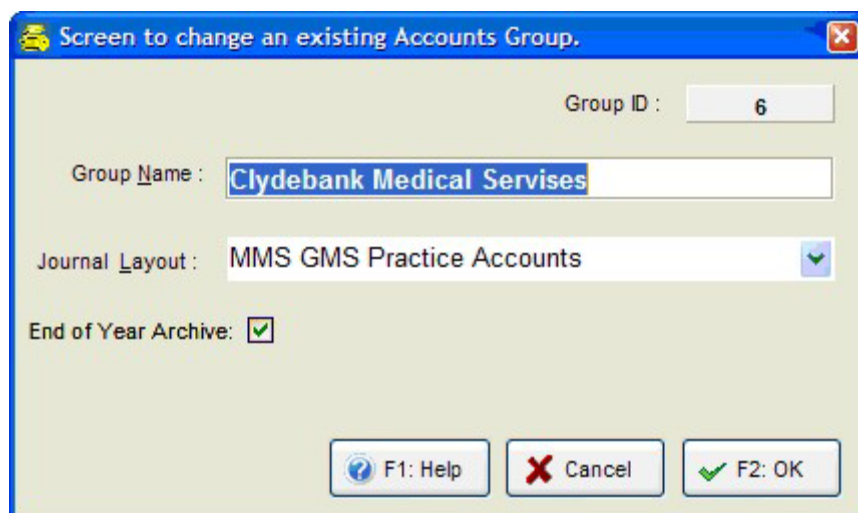 Screen to change an existing Accounts Group.
Group ID : 6
Group Name : Clydebank Medical Servises
Journal Layout : MMS GMS Practice Accounts
End of Year Archive:
F1: Help Cancel F2: OK